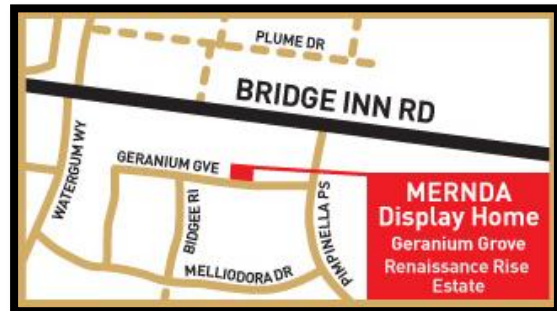 PLUME DR
BRIDGE INN RD
WATERGUM WY
GERANIUM GVE
BIDGEE RI
MELLIODORA DR
PIMPINELLA PS
MERNDA
Display Home
Geranium Grove
Renaissance Rise
Estate